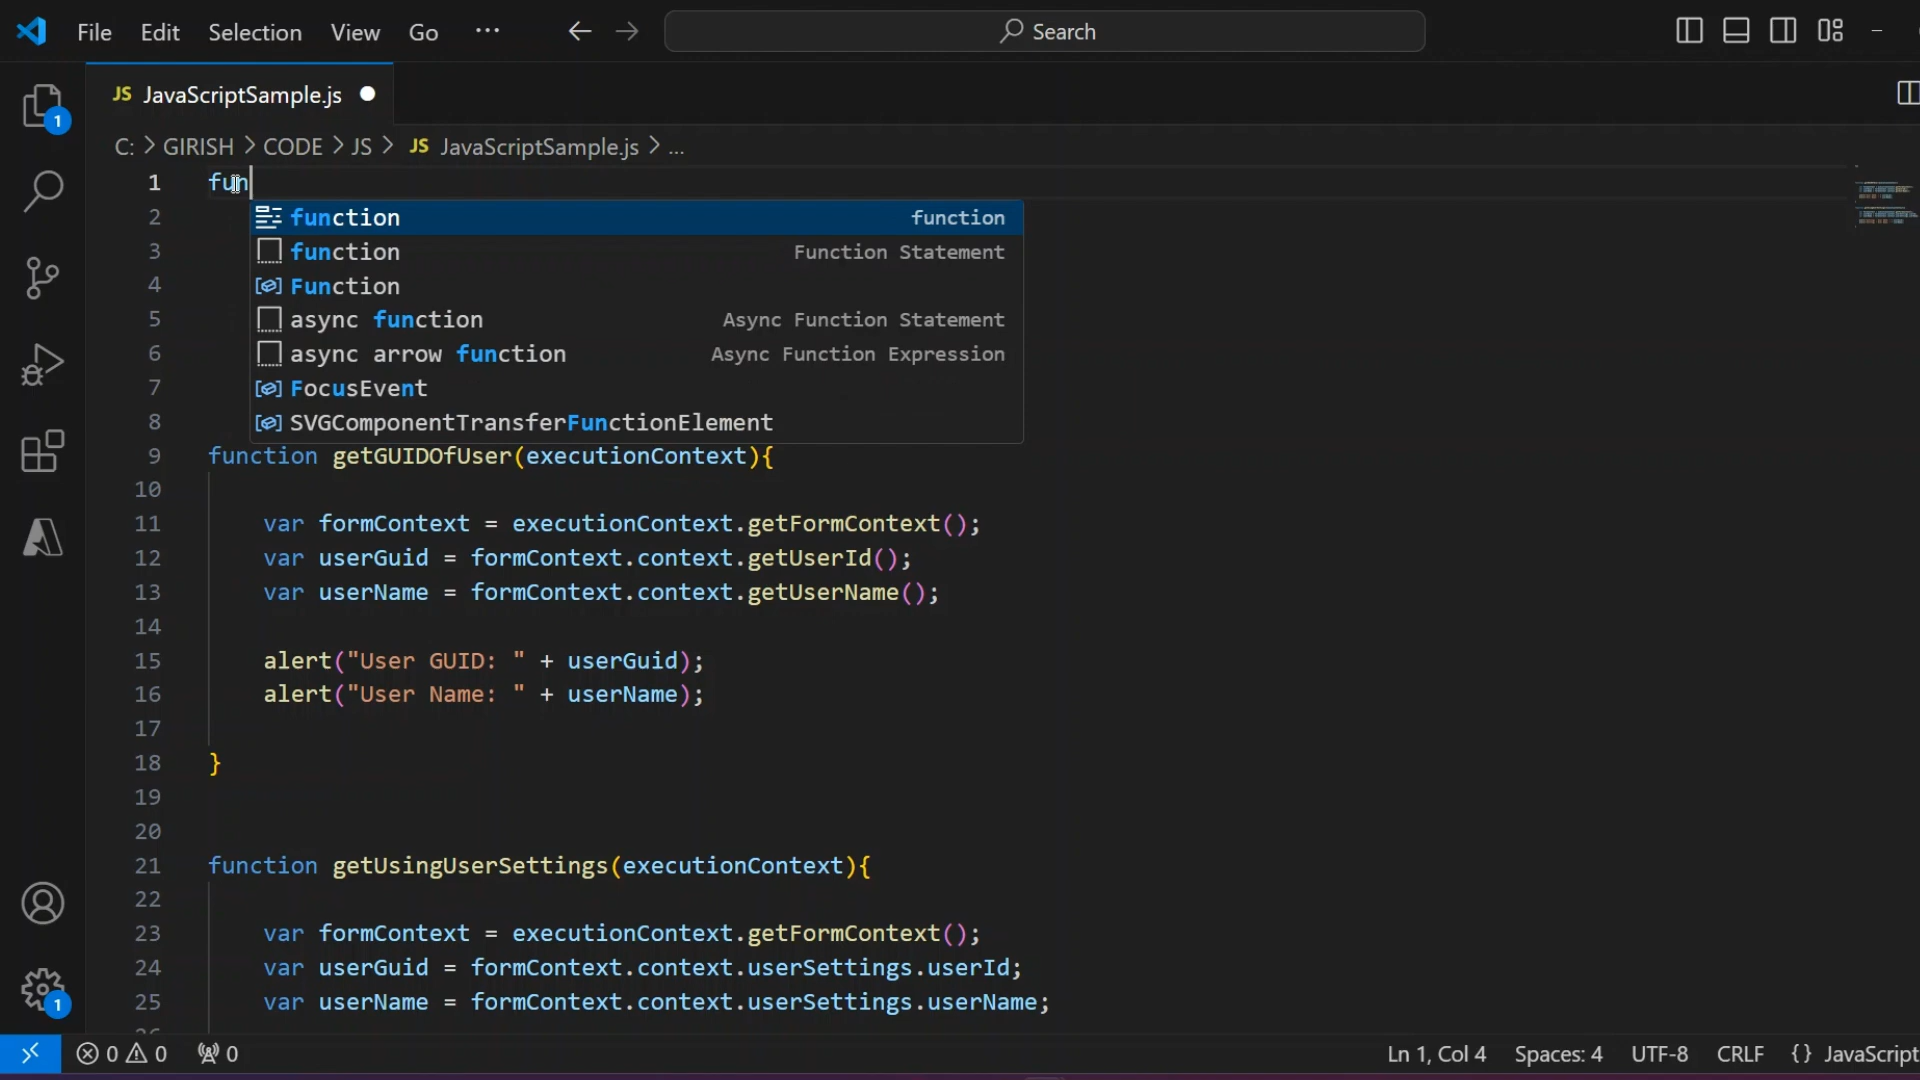 File Edit Selection View Go ··· Search
JS JavaScriptSample.js
1
C: > GIRISH > CODE > JS > JS JavaScriptSample.js > ...
1 fun
2 function function
3 function Function Statement
4 Function
5 async function Async Function Statement
6 async arrow function Async Function Expression
7 FocusEvent
8 SVGComponentTransferFunctionElement
9 function getGUIDOfUser(executionContext){
10
11 var formContext = executionContext.getFormContext();
12 var userGuid = formContext.context.getUserId();
13 var userName = formContext.context.getUserName();
14
15 alert("User GUID: " + userGuid);
16 alert("User Name: " + userName);
17
18 }
19
20
21 function getUsingUserSettings(executionContext){
22
23 var formContext = executionContext.getFormContext();
24 var userGuid = formContext.context.userSettings.userId;
25 var userName = formContext.context.userSettings.userName;
1
0 0 0 Ln 1, Col 4 Spaces: 4 UTF-8 CRLF {} JavaScript